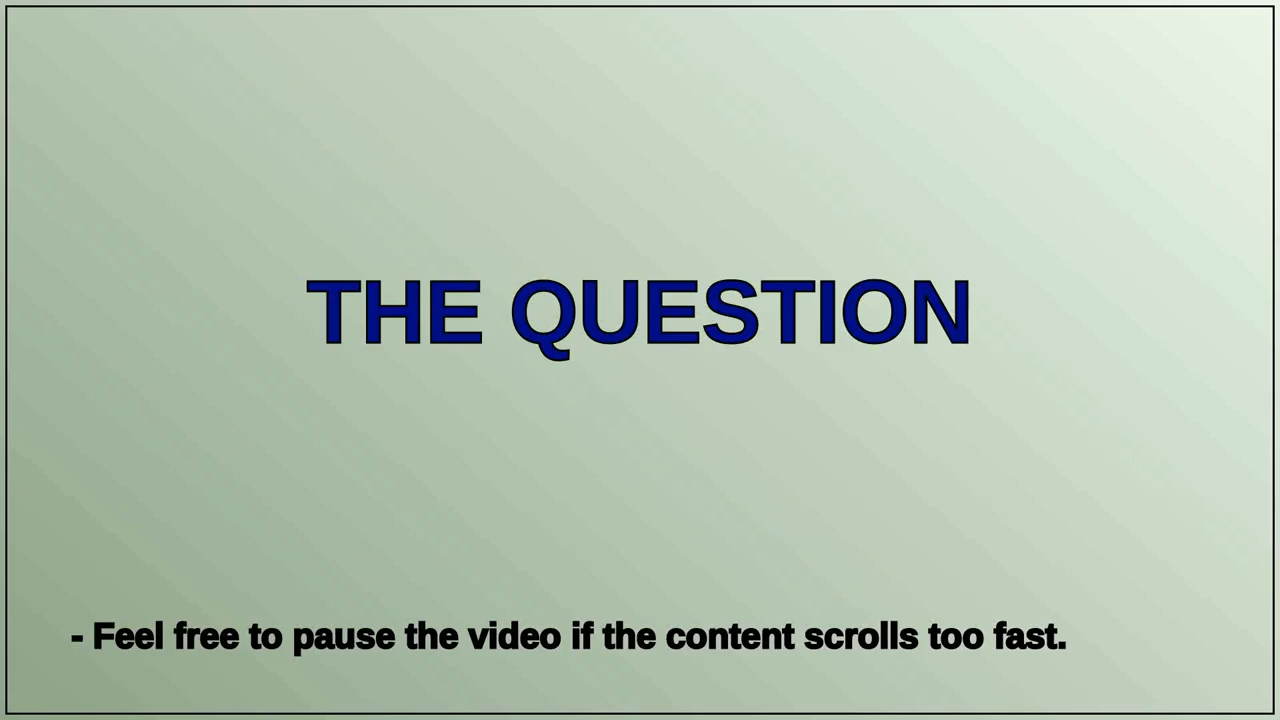 THE QUESTION
- Feel free to pause the video if the content scrolls too fast.